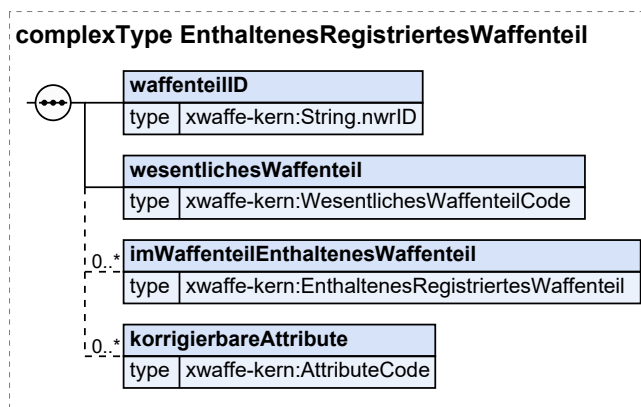 complexType EnthaltenesRegistriertesWaffenteil
waffenteilID
type xwaffe-kern:String.nwrID
wesentlichesWaffenteil
type xwaffe-kern:WesentlichesWaffenteilCode
0..* imWaffenteilEnthaltenesWaffenteil
type xwaffe-kern:EnthaltenesRegistriertesWaffenteil
0..* korrigierbareAttribute
type xwaffe-kern:AttributeCode